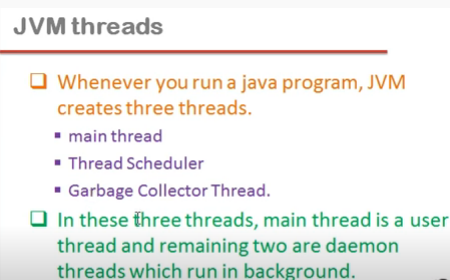 JVM threads
Whenever you run a java program, JVM
creates three threads.
main thread
Thread Scheduler
Garbage Collector Thread.
In these three threads, main thread is a user
thread and remaining two are daemon
threads which run in background.